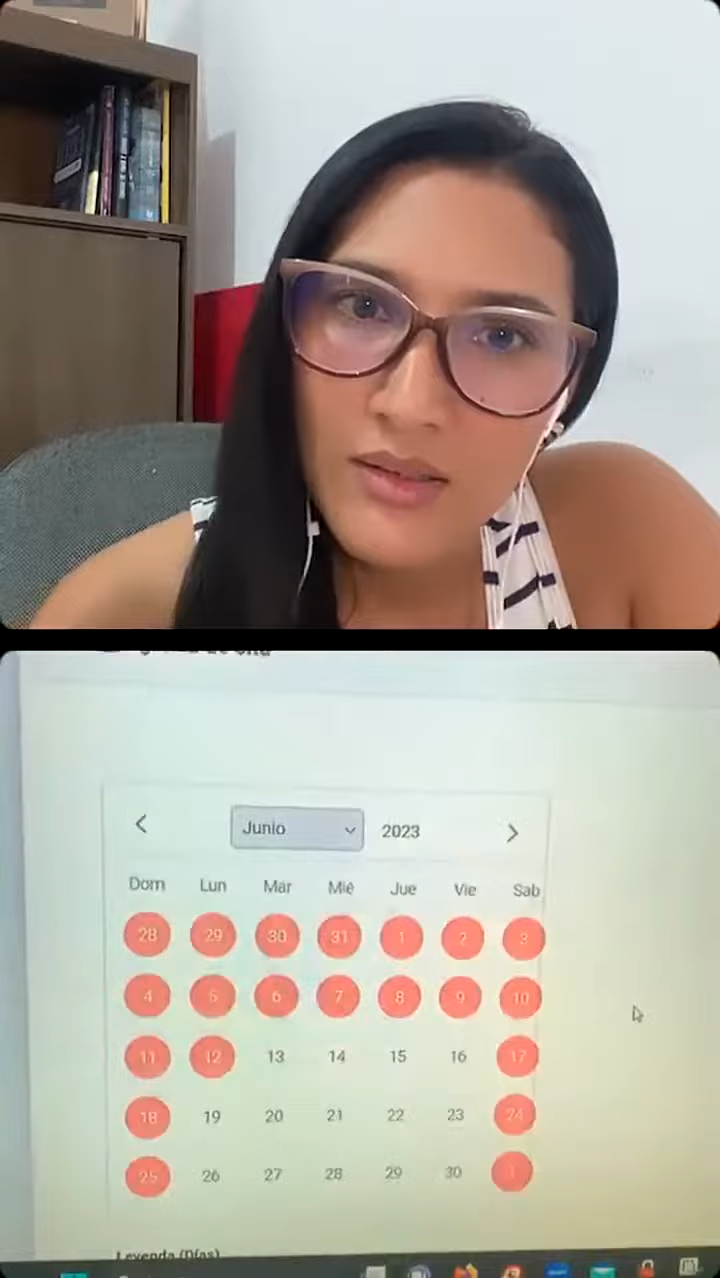 Junio 2023
Dom Lun Mar Mié Jue Vie Sab
28 29 30 31 1 2 3
4 5 6 7 8 9 10
11 12 13 14 15 16 17
18 19 20 21 22 23 24
25 26 27 28 29 30 1
Leyenda (Días)